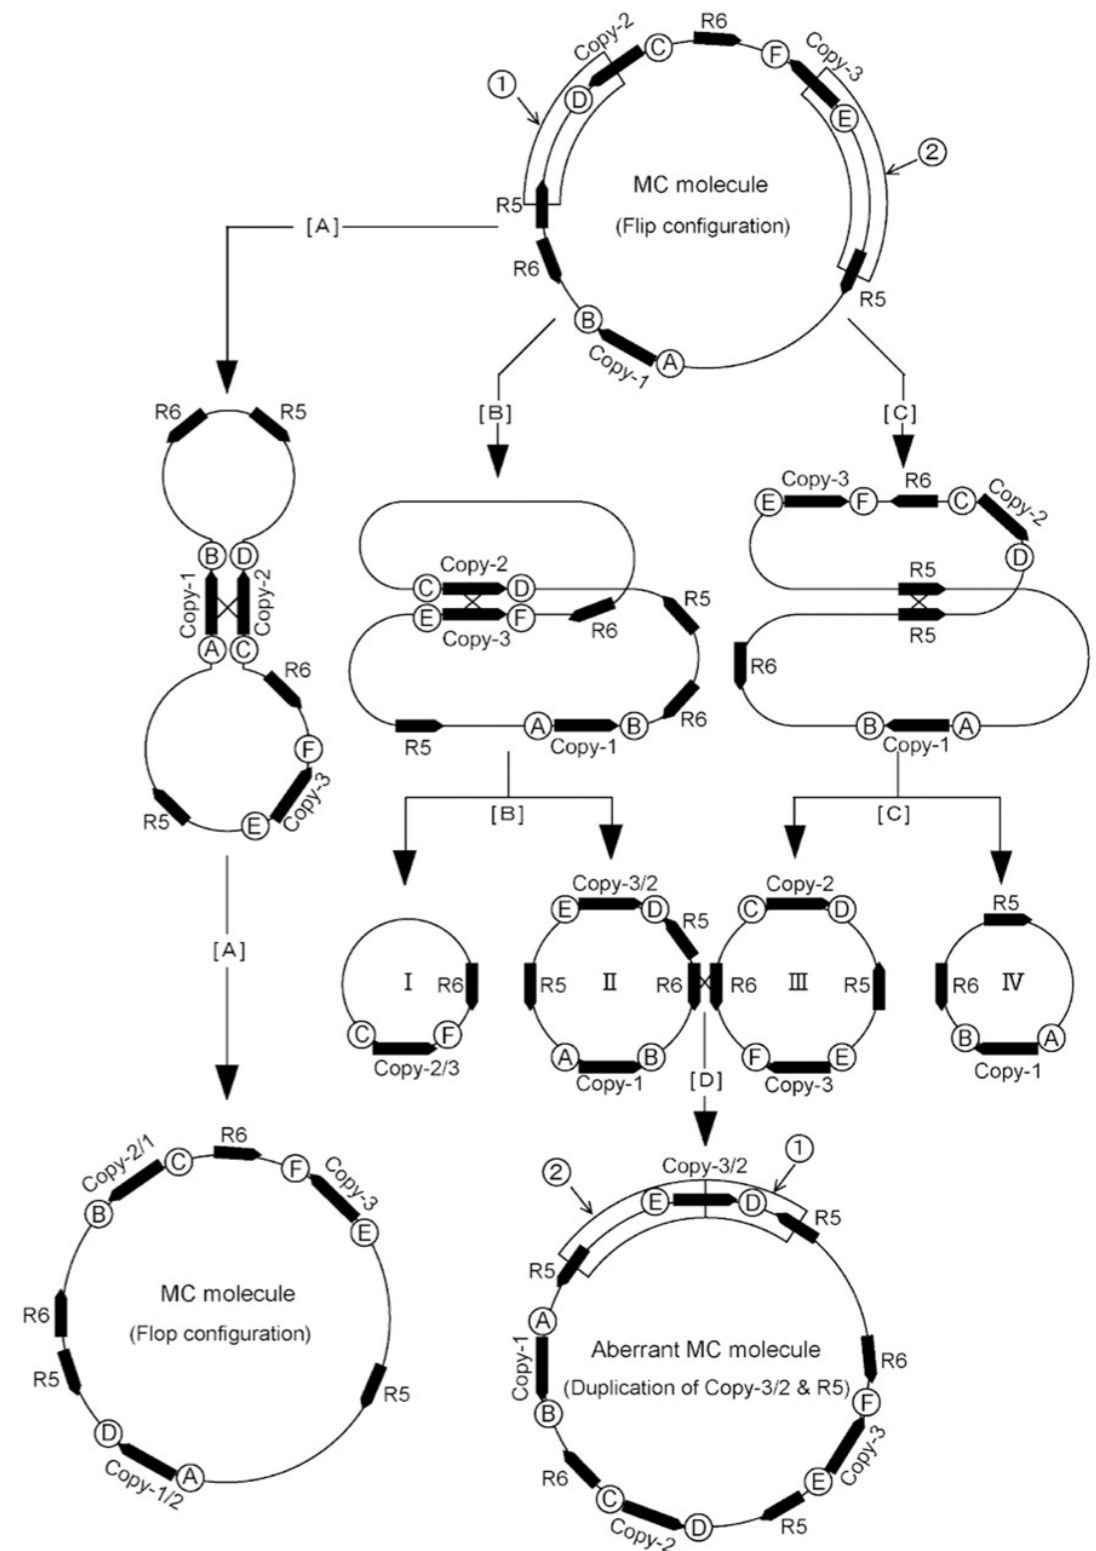 R6
Copy-2
C
F
Copy-3
①
D
E
②
MC molecule
(Flip configuration)
R5
[A]
R6
R5
B
Copy-1
A
[B]
[C]
R6
R5
B
D
Copy-1
Copy-2
A
C
R6
F
Copy-3
E
R5
Copy-2
C
D
E
F
Copy-3
R6
R5
R6
R5
A
B
Copy-1
E
Copy-3
F
R6
C
Copy-2
D
R5
R5
R6
B
A
Copy-1
[B]
[C]
[A]
I
R6
C
F
Copy-2/3
Copy-3/2
E
D
R5
R5
II
R6
A
B
Copy-1
Copy-2
C
D
R6
III
R5
F
E
Copy-3
R5
R6
IV
B
A
Copy-1
[D]
R6
Copy-2/1
C
F
Copy-3
B
E
MC molecule
(Flop configuration)
R6
R5
R5
D
A
Copy-1/2
①
②
Copy-3/2
E
D
R5
R5
A
Copy-1
B
Aberrant MC molecule
(Duplication of Copy-3/2 & R5)
R6
F
Copy-3
E
R6
C
Copy-2
D
R5